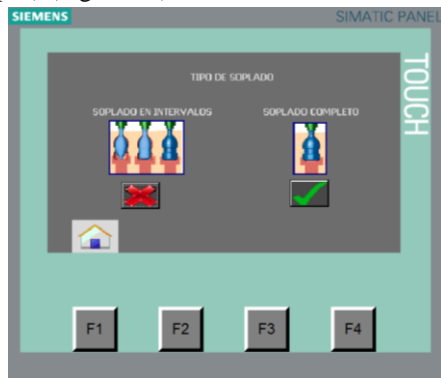 SIEMENS
SIMATIC PANEL
TOUCH
TIPO DE SOPLADO
SOPLADO EN INTERVALOS
SOPLADO COMPLETO
F1
F2
F3
F4